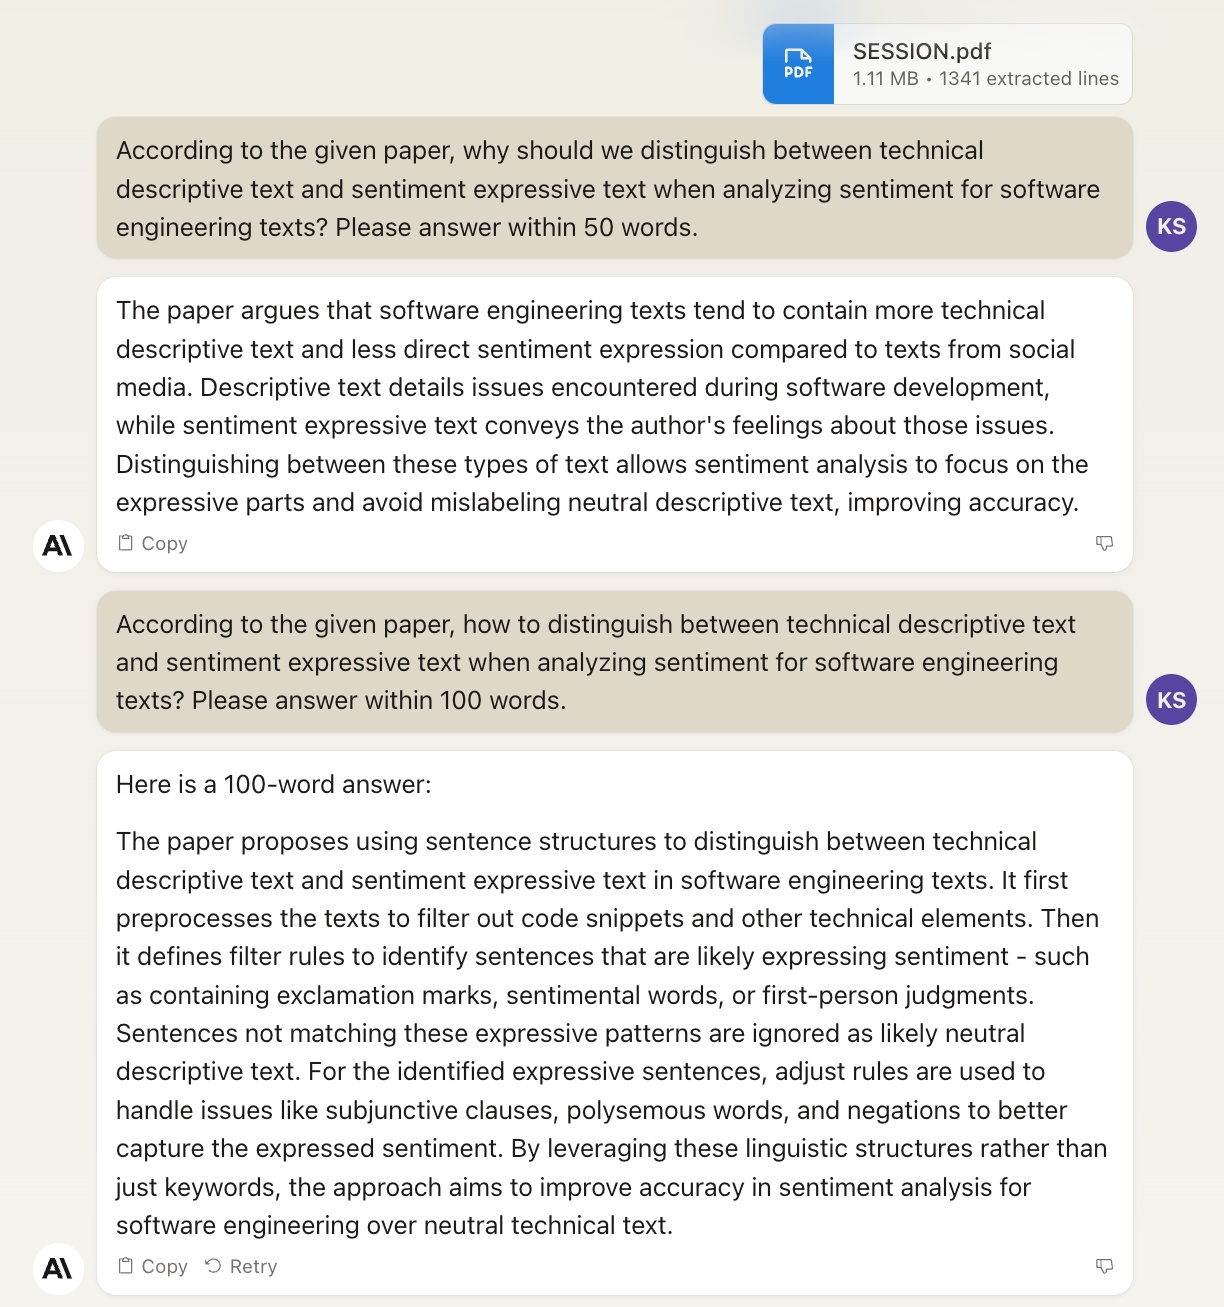 SESSION.pdf
PDF
1.11 MB • 1341 extracted lines
According to the given paper, why should we distinguish between technical
descriptive text and sentiment expressive text when analyzing sentiment for software
engineering texts? Please answer within 50 words.
KS
The paper argues that software engineering texts tend to contain more technical
descriptive text and less direct sentiment expression compared to texts from social
media. Descriptive text details issues encountered during software development,
while sentiment expressive text conveys the author's feelings about those issues.
Distinguishing between these types of text allows sentiment analysis to focus on the
expressive parts and avoid mislabeling neutral descriptive text, improving accuracy.
A\
Copy
According to the given paper, how to distinguish between technical descriptive text
and sentiment expressive text when analyzing sentiment for software engineering
texts? Please answer within 100 words.
KS
Here is a 100-word answer:
The paper proposes using sentence structures to distinguish between technical
descriptive text and sentiment expressive text in software engineering texts. It first
preprocesses the texts to filter out code snippets and other technical elements. Then
it defines filter rules to identify sentences that are likely expressing sentiment - such
as containing exclamation marks, sentimental words, or first-person judgments.
Sentences not matching these expressive patterns are ignored as likely neutral
descriptive text. For the identified expressive sentences, adjust rules are used to
handle issues like subjunctive clauses, polysemous words, and negations to better
capture the expressed sentiment. By leveraging these linguistic structures rather than
just keywords, the approach aims to improve accuracy in sentiment analysis for
software engineering over neutral technical text.
A\
Copy Retry